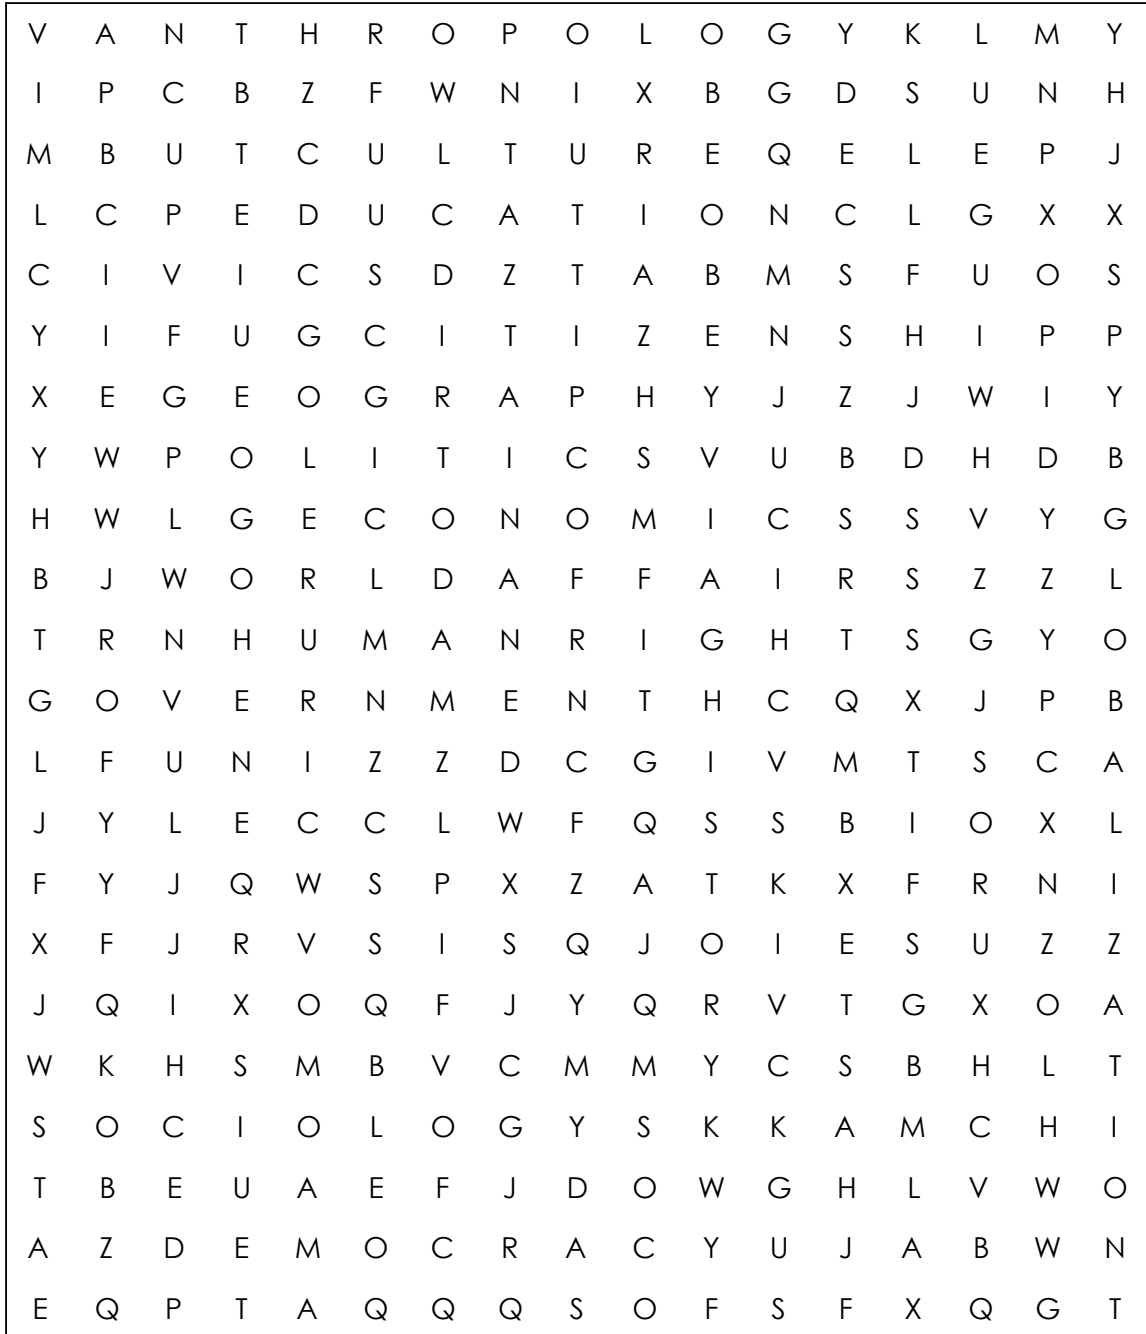 V A N T H R O P O L O G Y K L M Y
I P C B Z F W N I X B G D S U N H
M B U T C U L T U R E Q E L E P J
L C P E D U C A T I O N C L G X X
C I V I C S D Z T A B M S F U O S
Y I F U G C I T I Z E N S H I P P
X E G E O G R A P H Y J Z J W I Y
Y W P O L I T I C S V U B D H D B
H W L G E C O N O M I C S S V Y G
B J W O R L D A F F A I R S Z Z L
T R N H U M A N R I G H T S G Y O
G O V E R N M E N T H C Q X J P B
L F U N I Z Z D C G I V M T S C A
J Y L E C C L W F Q S S B I O X L
F Y J Q W S P X Z A T K X F R N I
X F J R V S I S Q J O I E S U Z Z
J Q I X O Q F J Y Q R V T G X O A
W K H S M B V C M M Y C S B H L T
S O C I O L O G Y S K K A M C H I
T B E U A E F J D O W G H L V W O
A Z D E M O C R A C Y U J A B W N
E Q P T A Q Q Q S O F S F X Q G T